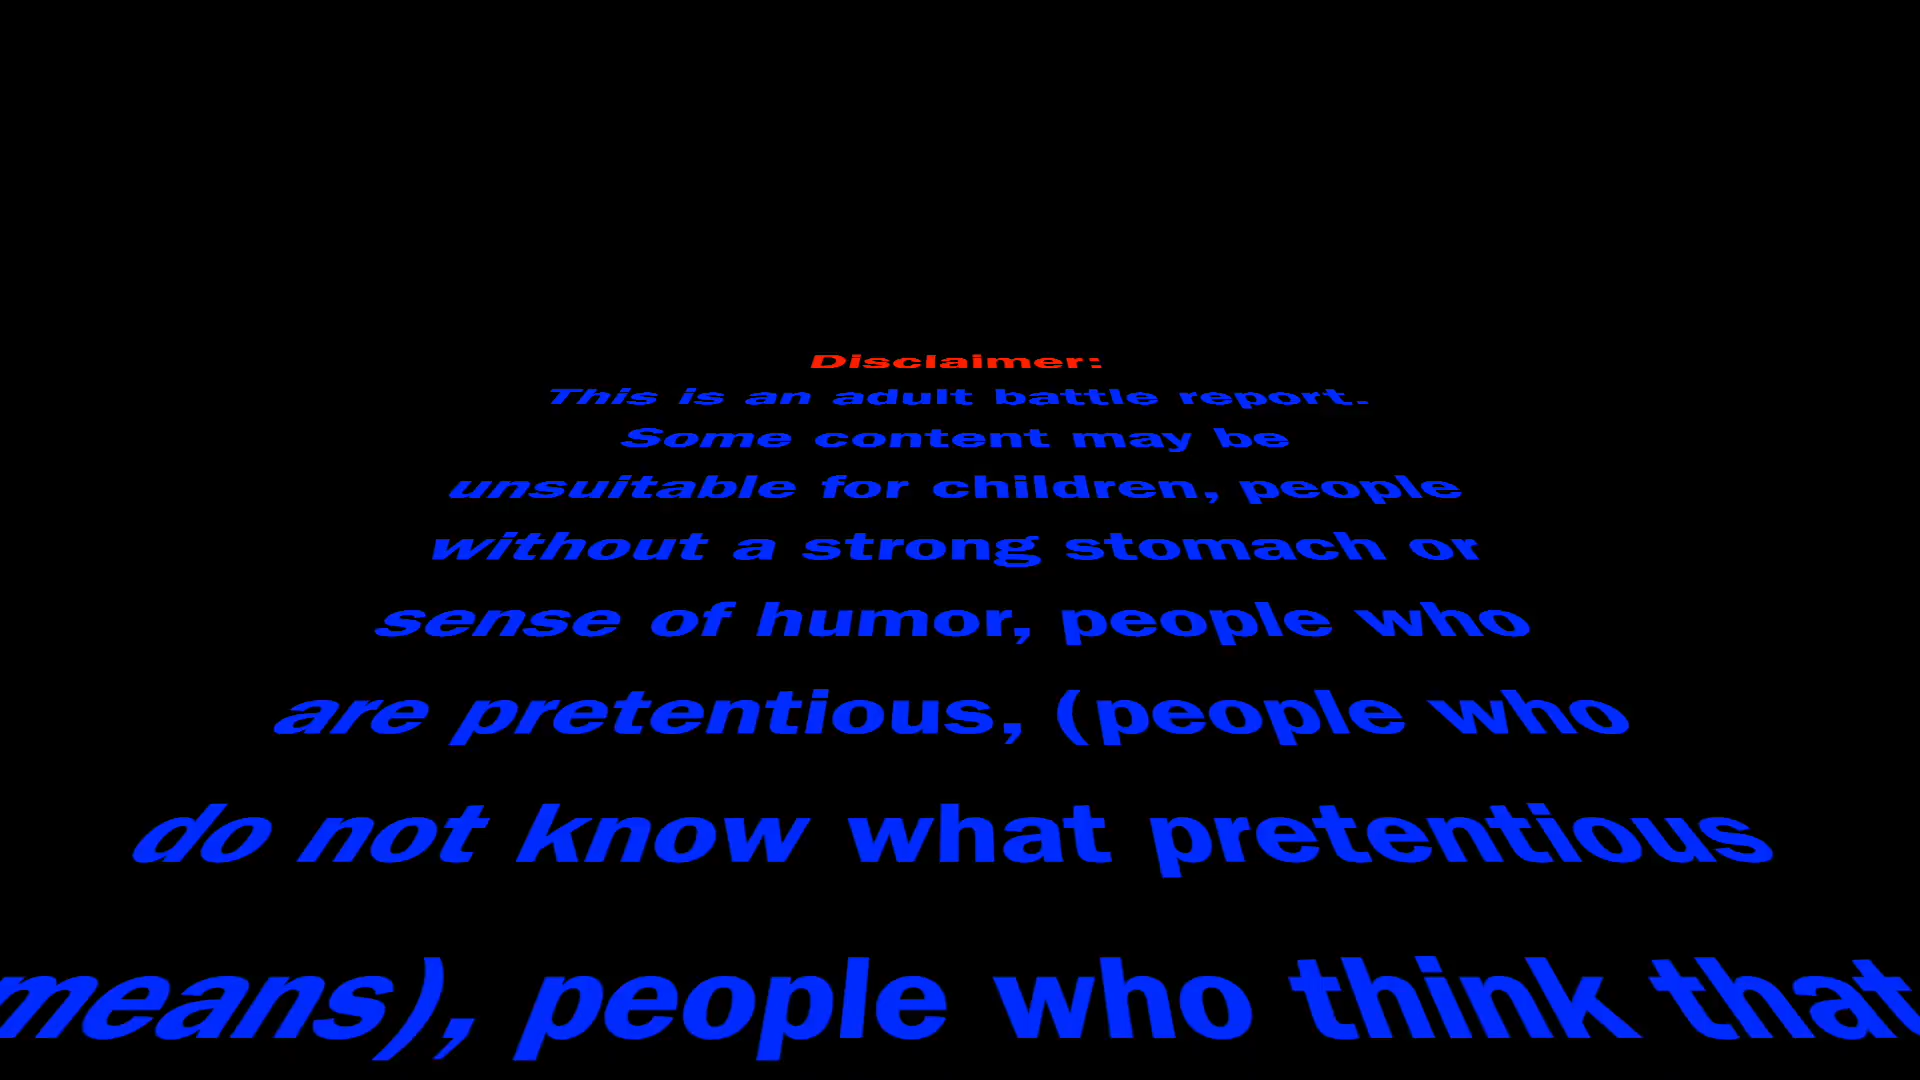 Disclaimer:
This is an adult battle report.
Some content may be
unsuitable for children, people
without a strong stomach or
sense of humor, people who
are pretentious, (people who
do not know what pretentious
means), people who think that